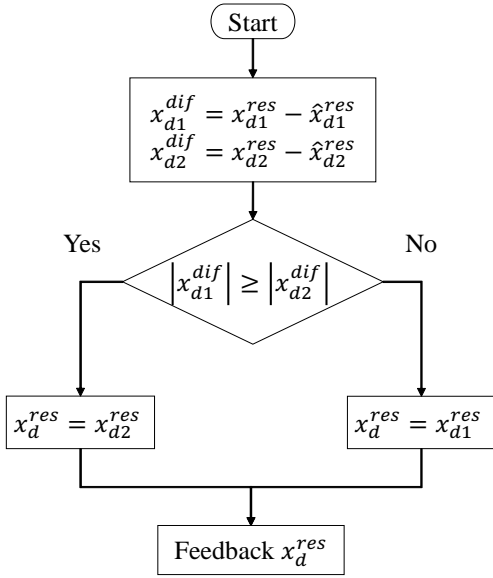 Start
x_{d1}^{dif} = x_{d1}^{res} − x̂_{d1}^{res}
x_{d2}^{dif} = x_{d2}^{res} − x̂_{d2}^{res}
Yes
No
|x_{d1}^{dif}| ≥ |x_{d2}^{dif}|
x_d^{res} = x_{d2}^{res}
x_d^{res} = x_{d1}^{res}
Feedback x_d^{res}